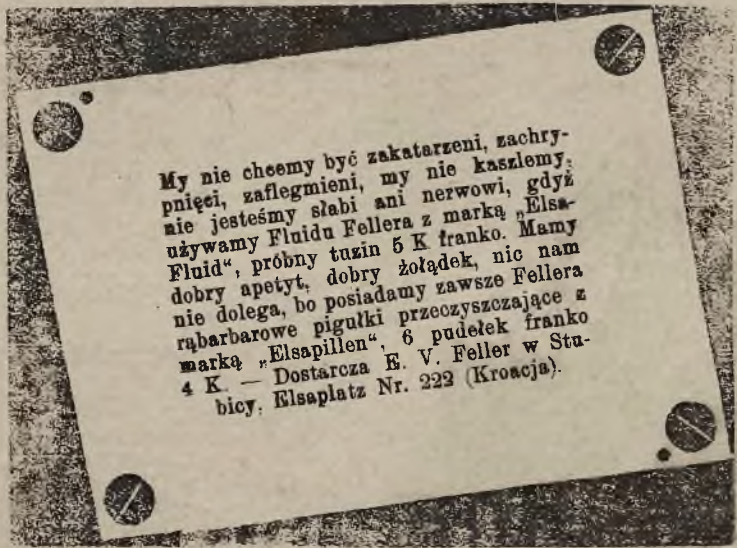 My nie chcemy być zakatarzeni, zachry-
pnięci, zaflegmieni, my nie kaszlemy,
nie jesteśmy słabi ani nerwowi, gdyż
używamy Fluidu Fellera z marką „Elsa-
Fluid“, próbny tuzin 5 K franko. Mamy
dobry apetyt, dobry żołądek, nic nam
nie dolega, bo posiadamy zawsze Fellera
rąbarbarowe pigułki przeczyszczające z
marką „Elsapillen“, 6 pudełek franko
4 K. — Dostarcza E. V. Feller w Stu-
bicy, Elsaplatz Nr. 222 (Kroacja).